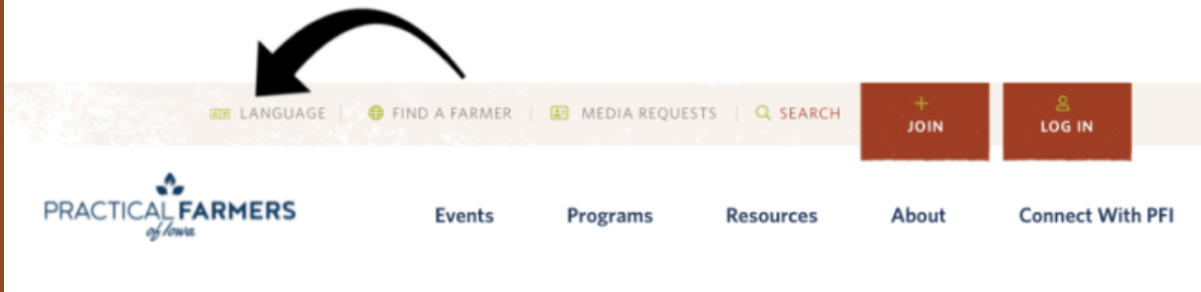 LANGUAGE | FIND A FARMER | MEDIA REQUESTS | SEARCH
JOIN
LOG IN
PRACTICAL FARMERS
of Iowa
Events Programs Resources About Connect With PFI